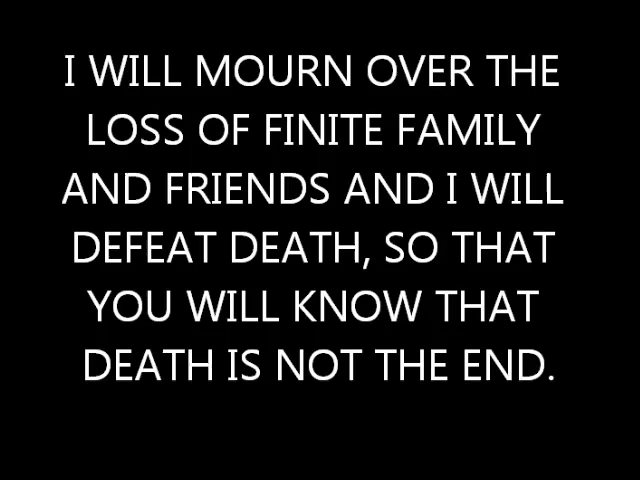 I WILL MOURN OVER THE
LOSS OF FINITE FAMILY
AND FRIENDS AND I WILL
DEFEAT DEATH, SO THAT
YOU WILL KNOW THAT
DEATH IS NOT THE END.